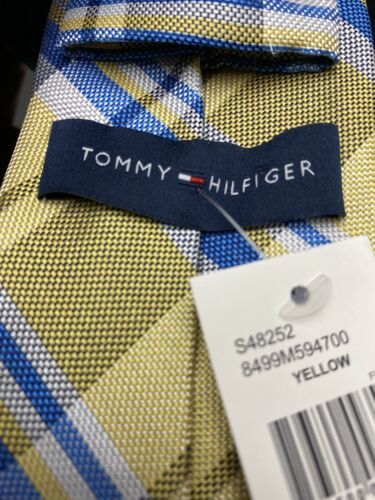 TOMMY HILFIGER
S48252
8499M594700
YELLOW